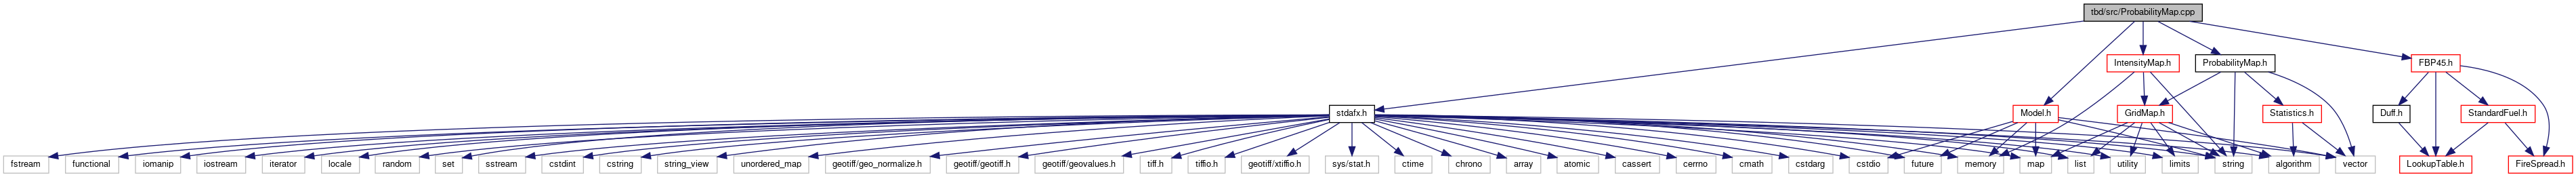 tbd/src/ProbabilityMap.cpp
IntensityMap.h
ProbabilityMap.h
FBP45.h
stdafx.h
Model.h
GridMap.h
Statistics.h
Duff.h
StandardFuel.h
fstream
functional
iomanip
iostream
iterator
locale
random
set
sstream
cstdint
cstring
string_view
unordered_map
geotiff/geo_normalize.h
geotiff/geotiff.h
geotiff/geovalues.h
tiff.h
tiffio.h
geotiff/xtiffio.h
sys/stat.h
ctime
chrono
array
atomic
cassert
cerrno
cmath
cstdarg
cstdio
future
memory
map
list
utility
limits
string
algorithm
vector
LookupTable.h
FireSpread.h